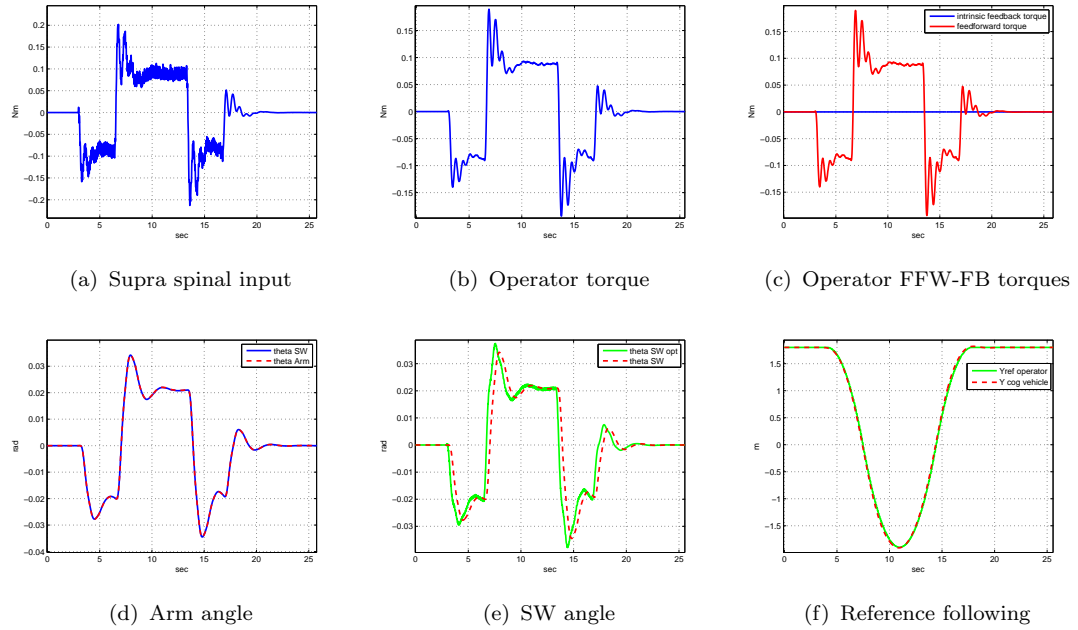 0.2
0.15
0.1
0.05
0
−0.05
−0.1
−0.15
−0.2
Nm
0 5 10 15 20 25
sec
(a) Supra spinal input
0.15
0.1
0.05
0
−0.05
−0.1
−0.15
Nm
0 5 10 15 20 25
sec
(b) Operator torque
intrinsic feedback torque
feedforward torque
0.15
0.1
0.05
0
−0.05
−0.1
−0.15
Nm
0 5 10 15 20 25
sec
(c) Operator FFW-FB torques
theta SW
theta Arm
0.03
0.02
0.01
0
−0.01
−0.02
−0.03
−0.04
rad
0 5 10 15 20 25
sec
(d) Arm angle
theta SW opt
theta SW
0.03
0.02
0.01
0
−0.01
−0.02
−0.03
rad
0 5 10 15 20 25
sec
(e) SW angle
Yref operator
Y cog vehicle
1.5
1
0.5
0
−0.5
−1
−1.5
m
0 5 10 15 20 25
sec
(f) Reference following